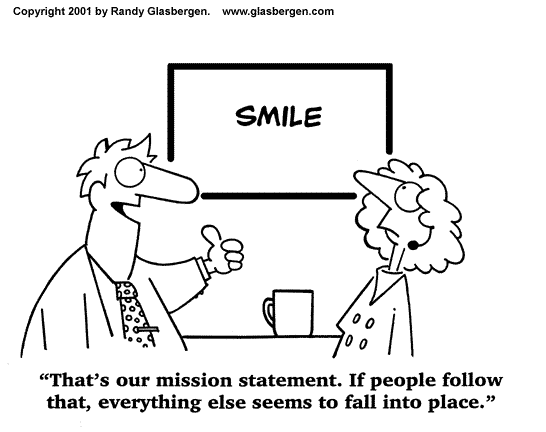 Copyright 2001 by Randy Glasbergen. www.glasbergen.com
SMILE
“That’s our mission statement. If people follow
that, everything else seems to fall into place.”